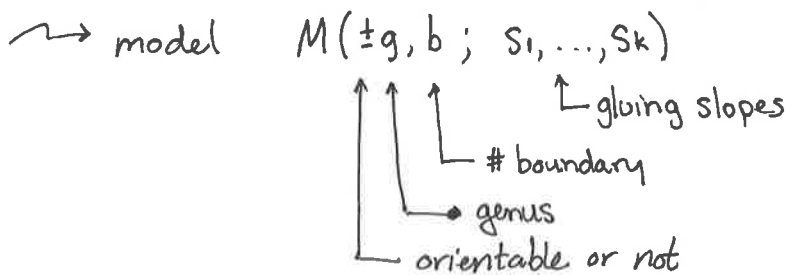 ⇝ model M(±g, b; s₁, ..., sₖ)
gluing slopes
# boundary
genus
orientable or not